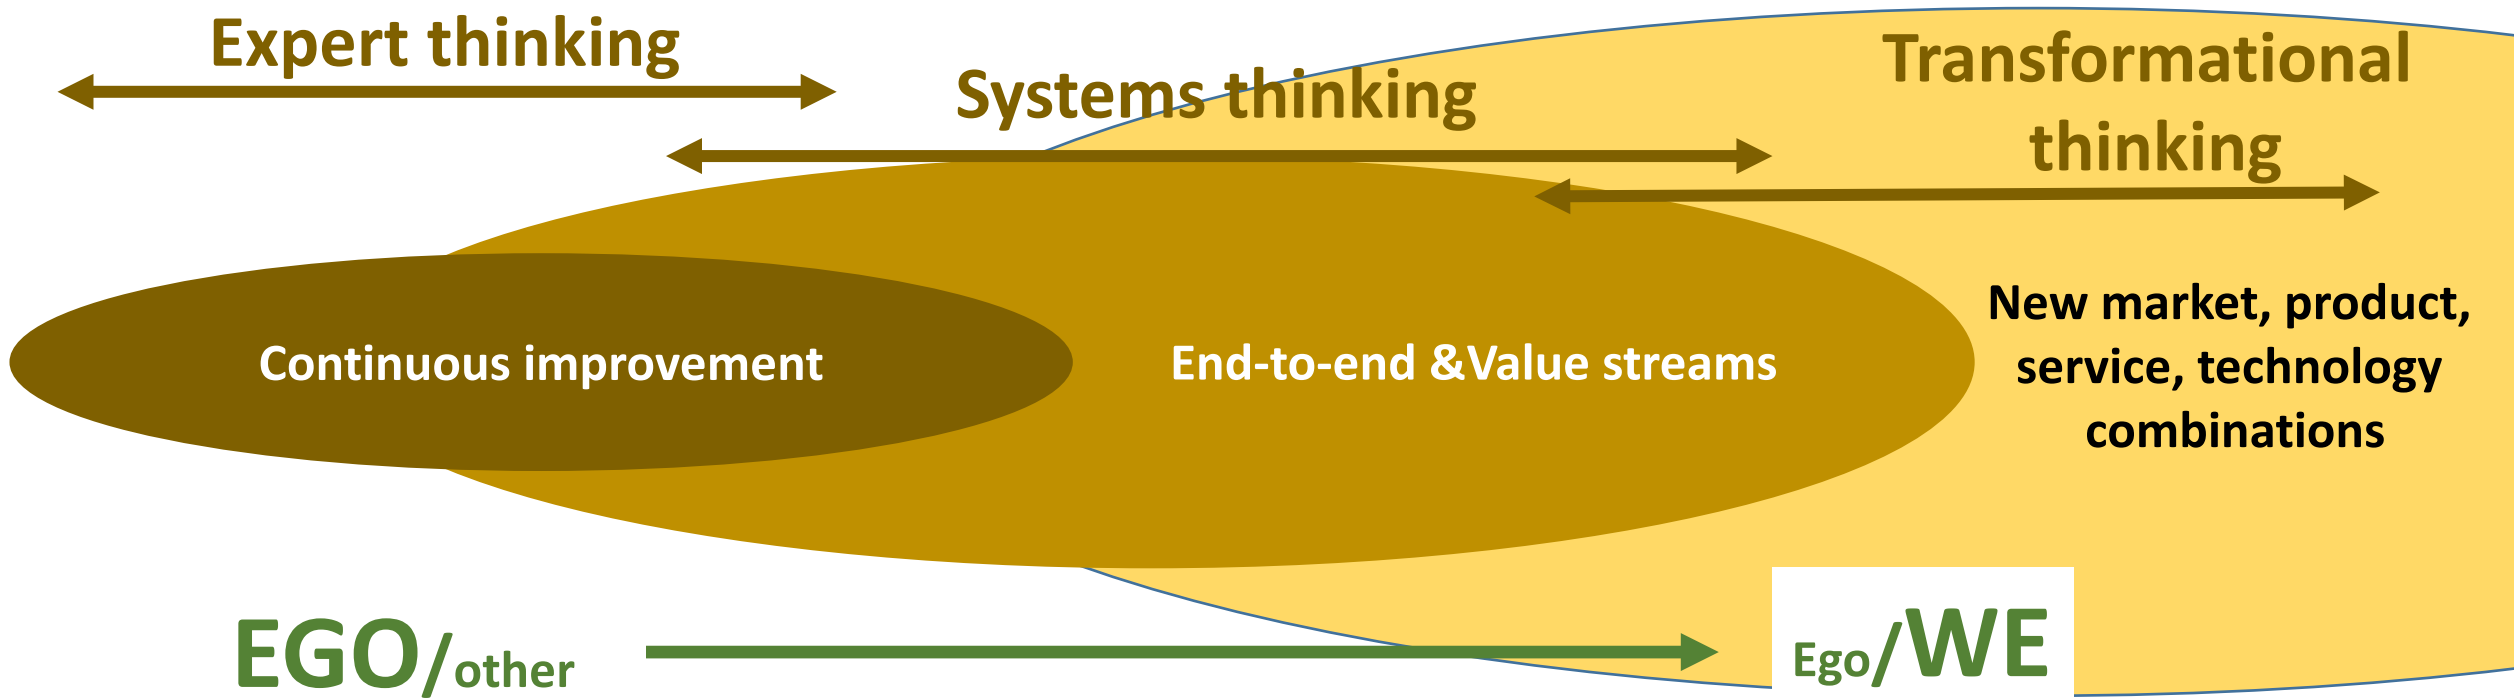 Expert thinking
Systems thinking
Transformational
thinking
Continuous improvement
End-to-end &Value streams
New market, product,
service, technology
combinations
EGO/other
Ego/WE